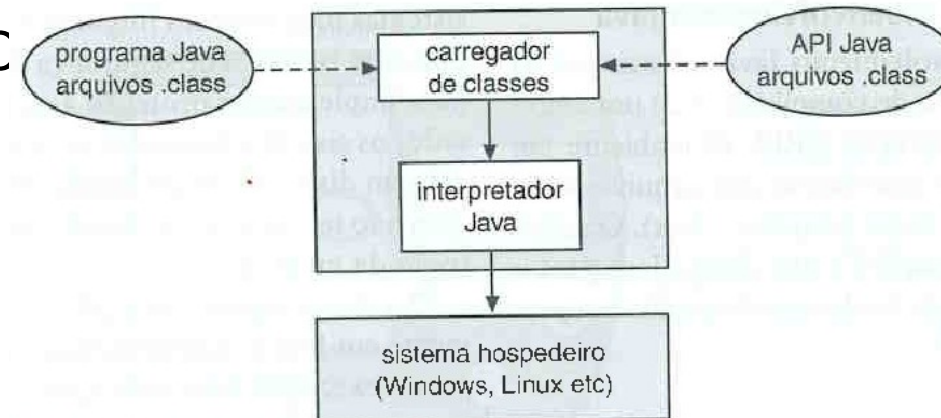 programa Java
arquivos .class
carregador
de classes
API Java
arquivos .class
interpretador
Java
sistema hospedeiro
(Windows, Linux etc)